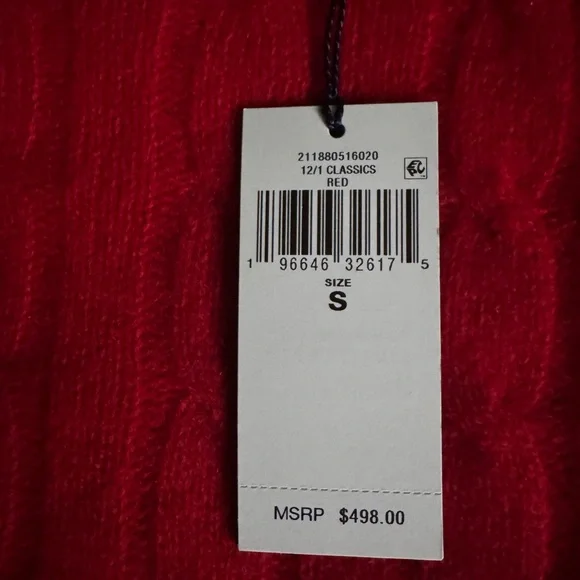 211880516020
12/1 CLASSICS
RED
1 96646 32617 5
SIZE
S
MSRP $498.00